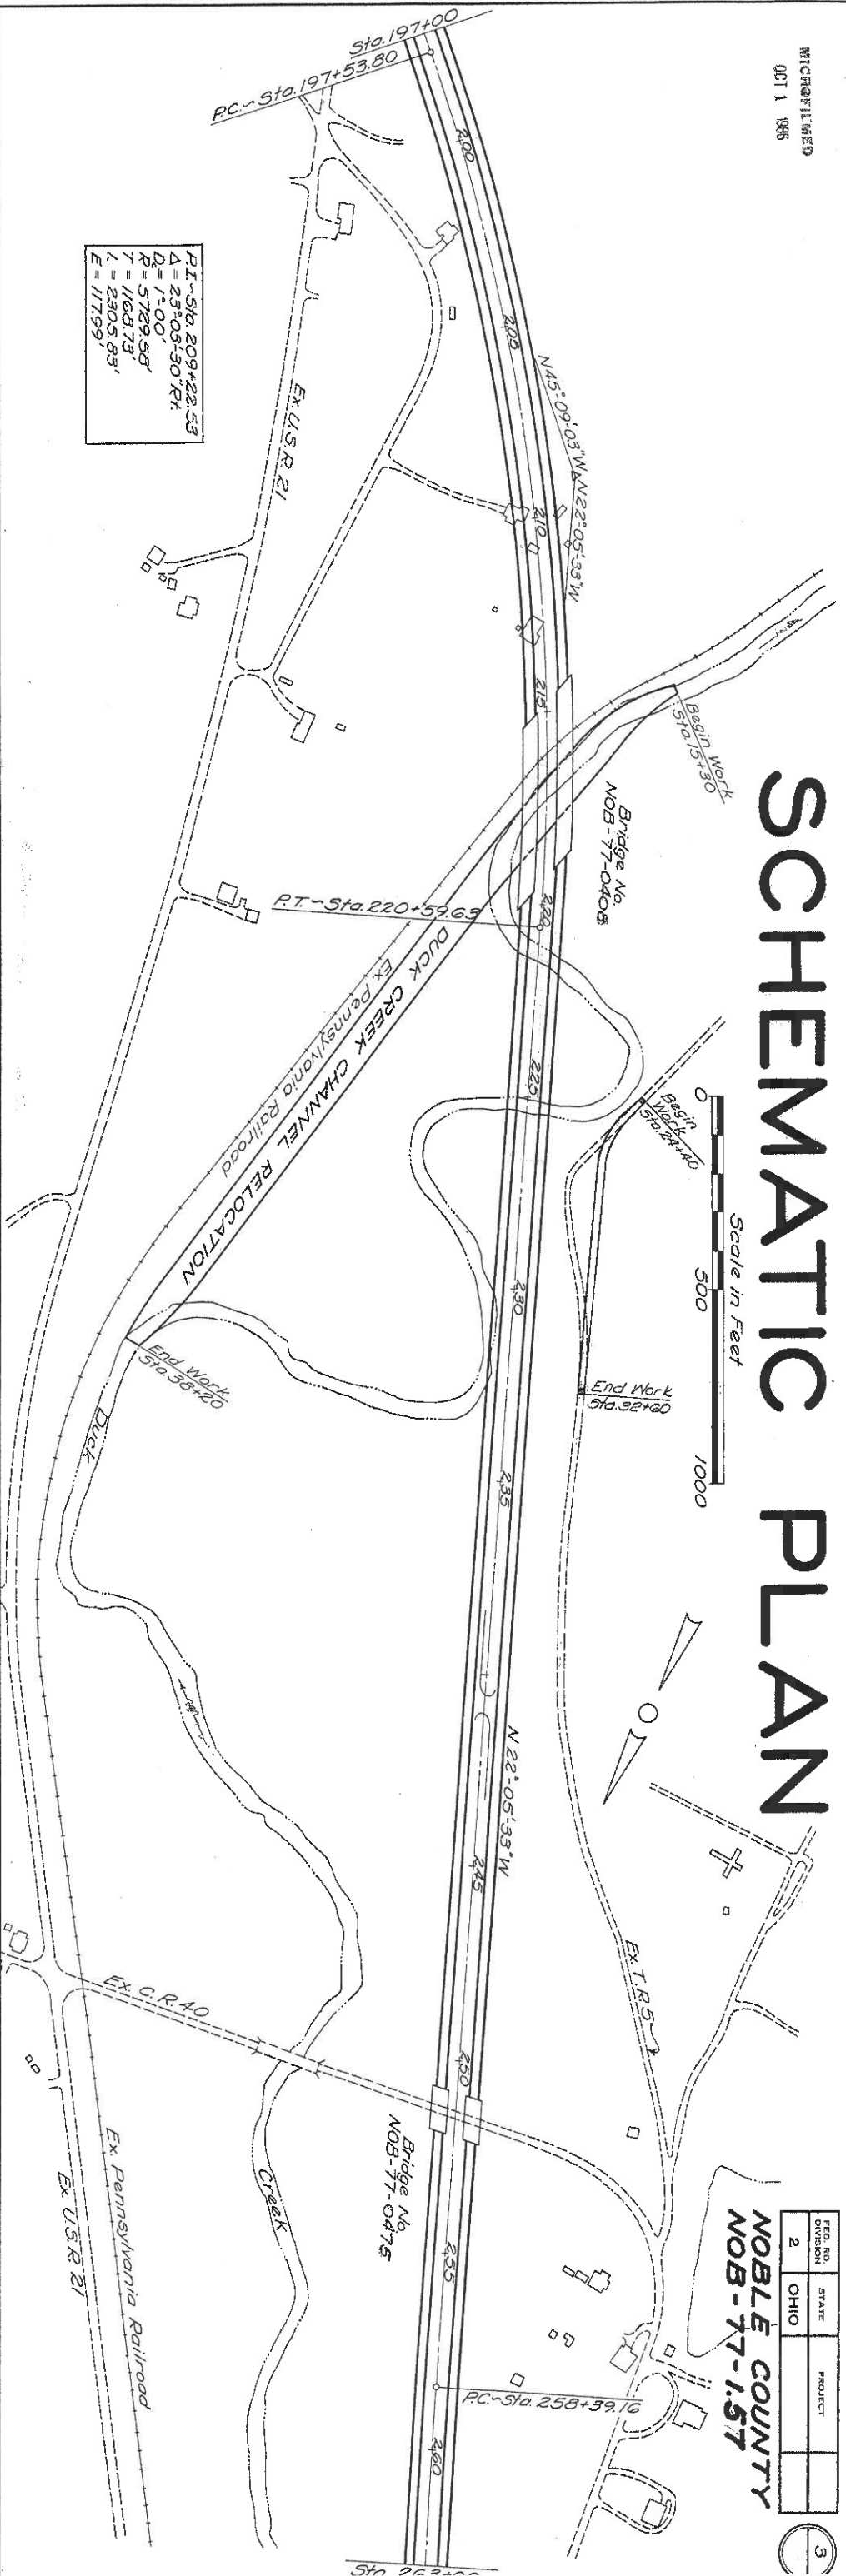 MICROFILMED
OCT 1 1986
SCHEMATIC PLAN
FED. RD. DIVISION
STATE
PROJECT
2
OHIO
3
NOBLE COUNTY
NOB-77-1.57
Scale in Feet
0
500
1000
Sta. 197+00
P.C.~Sta. 197+53.80
200
205
N45°-09'-03"W
N22°-05'-33"W
210
215
220
225
230
235
245
250
255
260
P.I.~Sta. 209+22.53
Δ = 23°-03'-30" Rt.
Dc = 1°-00'
R = 5729.58'
T = 1168.73'
L = 2305.83'
E = 117.99'
Ex. U.S.R. 21
Begin Work
Sta. 15+30
Bridge No.
NOB-77-0408
P.T.~Sta. 220+59.63
DUCK CREEK CHANNEL RELOCATION
Ex. Pennsylvania Railroad
Begin
Work
Sta. 24+40
End Work
Sta. 32+60
End Work
Sta. 38+20
Duck
N 22°-05'-33" W
Ex. T.R. 5
Ex. C.R. 40
Bridge No.
NOB-77-0475
Creek
Ex. Pennsylvania Railroad
Ex. U.S.R. 21
P.C.~Sta. 258+39.16